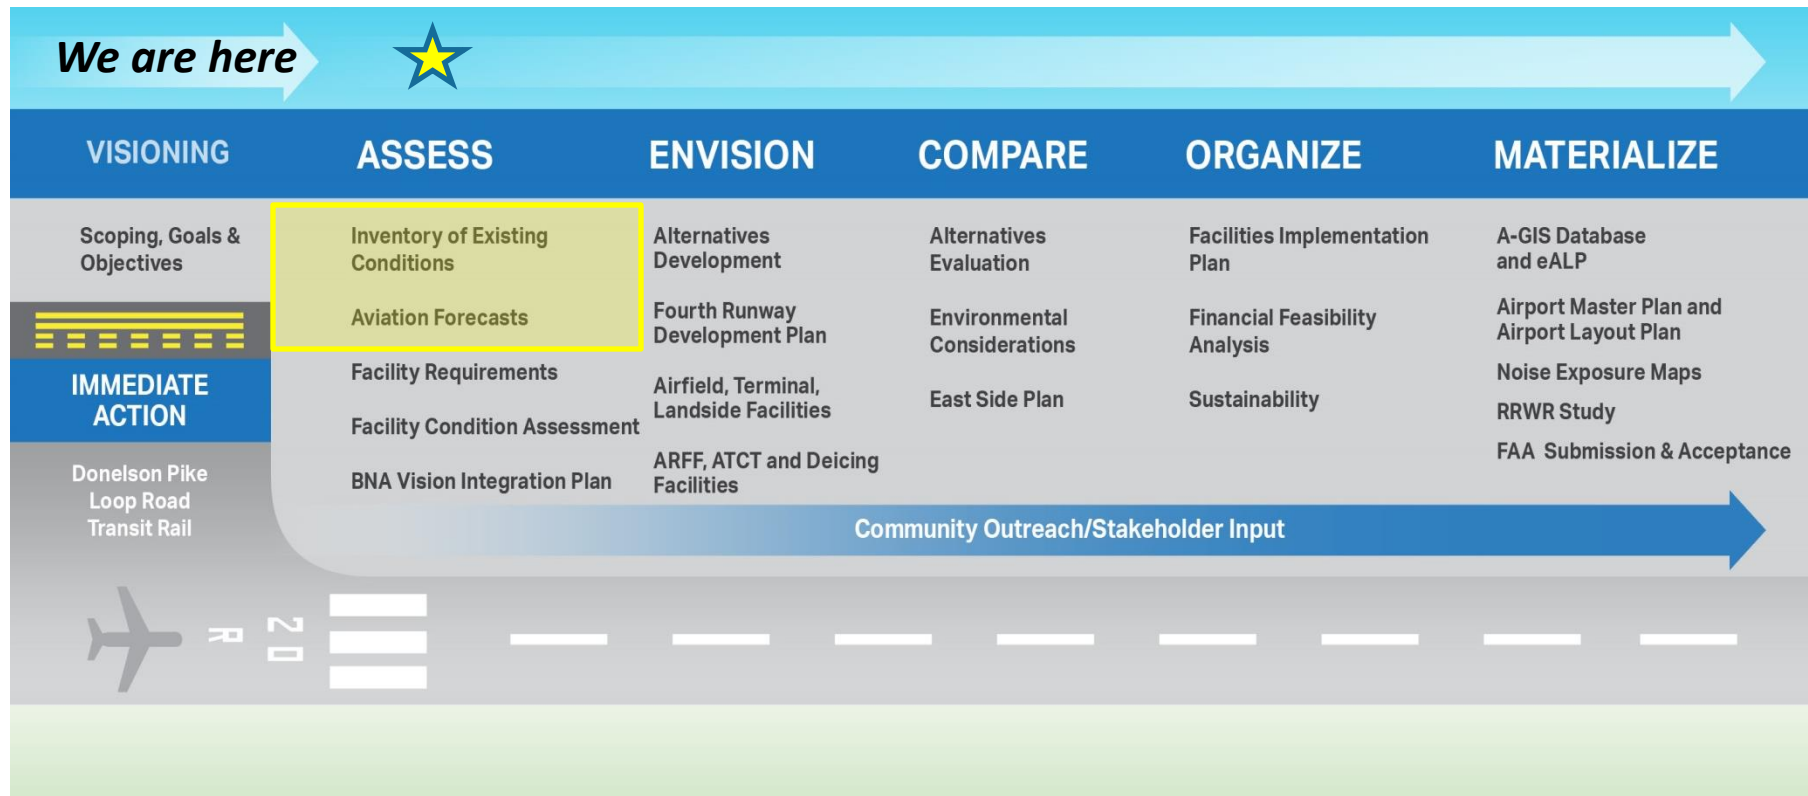 We are here
VISIONING
ASSESS
ENVISION
COMPARE
ORGANIZE
MATERIALIZE
Scoping, Goals &
Objectives
IMMEDIATE
ACTION
Donelson Pike
Loop Road
Transit Rail
Inventory of Existing
Conditions
Aviation Forecasts
Facility Requirements
Facility Condition Assessment
BNA Vision Integration Plan
Alternatives
Development
Fourth Runway
Development Plan
Airfield, Terminal,
Landside Facilities
ARFF, ATCT and Deicing
Facilities
Alternatives
Evaluation
Environmental
Considerations
East Side Plan
Facilities Implementation
Plan
Financial Feasibility
Analysis
Sustainability
A-GIS Database
and eALP
Airport Master Plan and
Airport Layout Plan
Noise Exposure Maps
RRWR Study
FAA  Submission & Acceptance
Community Outreach/Stakeholder Input
20
R